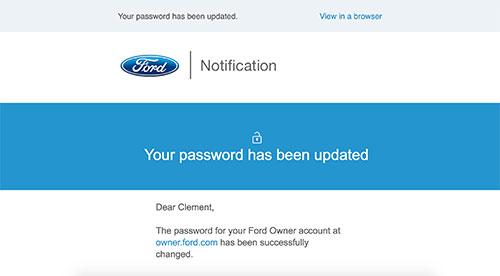 Your password has been updated. View in a browser
Ford Notification
Your password has been updated
Dear Clement,
The password for your Ford Owner account at
owner.ford.com has been successfully
changed.